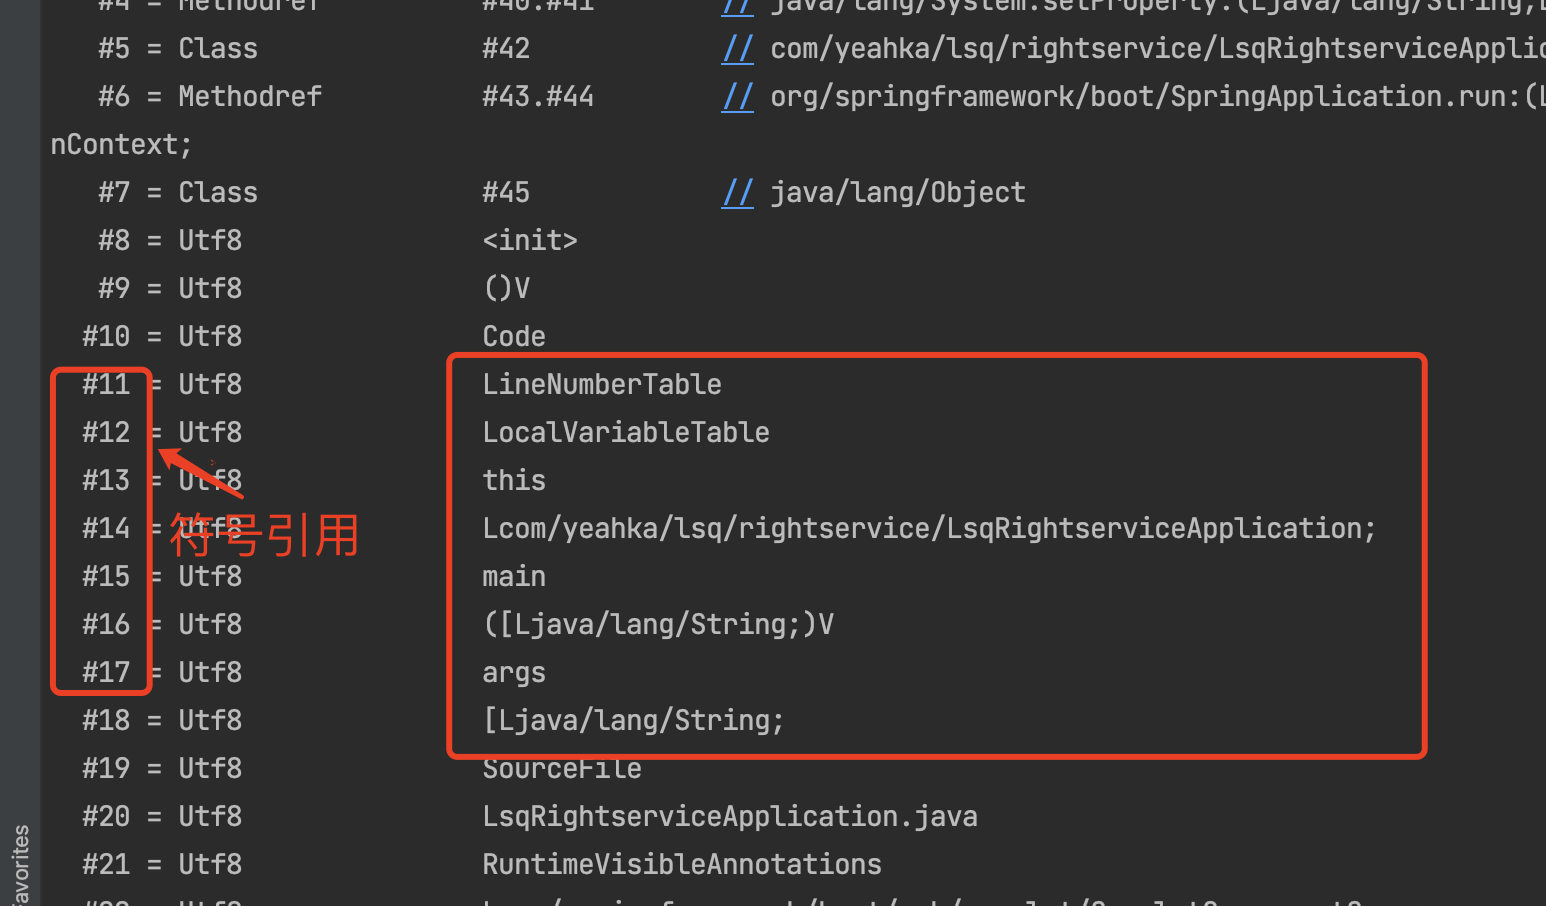 #4 = Methodref #40.#41 // java/lang/System.setProperty:(Ljava/lang/String;L
#5 = Class #42 // com/yeahka/lsq/rightservice/LsqRightserviceApplic
#6 = Methodref #43.#44 // org/springframework/boot/SpringApplication.run:(L
nContext;
#7 = Class #45 // java/lang/Object
#8 = Utf8 <init>
#9 = Utf8 ()V
#10 = Utf8 Code
#11 = Utf8 LineNumberTable
#12 = Utf8 LocalVariableTable
#13 = Utf8 this
#14 = Utf8 Lcom/yeahka/lsq/rightservice/LsqRightserviceApplication;
符号引用
#15 = Utf8 main
#16 = Utf8 ([Ljava/lang/String;)V
#17 = Utf8 args
#18 = Utf8 [Ljava/lang/String;
#19 = Utf8 SourceFile
#20 = Utf8 LsqRightserviceApplication.java
#21 = Utf8 RuntimeVisibleAnnotations
avorites